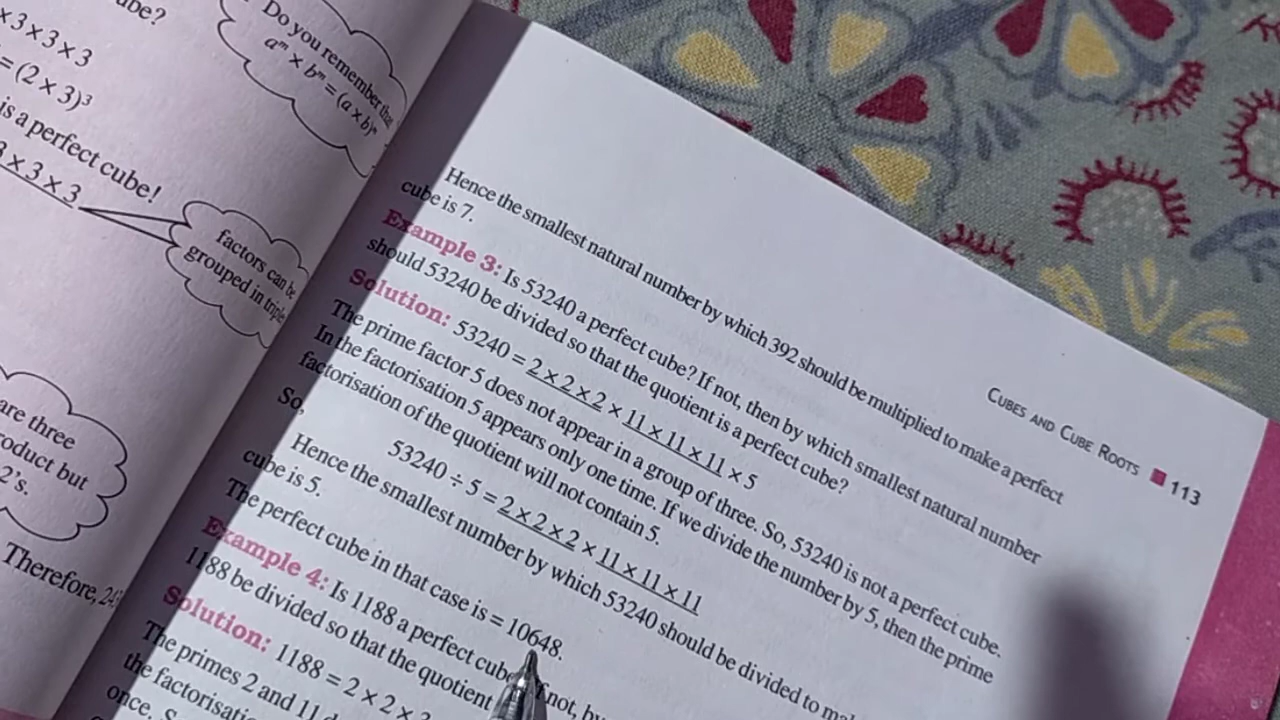 ube?
× 3 × 3 × 3
= (2 × 3)³
is a perfect cube!
3 × 3 × 3
Do you remember that
aᵐ × bᵐ = (a × b)ᵐ
factors can be
grouped in triples
are three
roduct but
2's.
Therefore,
CUBES AND CUBE ROOTS 113
Hence the smallest natural number by which 392 should be multiplied to make a perfect
cube is 7.
Example 3: Is 53240 a perfect cube? If not, then by which smallest natural number
should 53240 be divided so that the quotient is a perfect cube?
Solution: 53240 = 2 × 2 × 2 × 11 × 11 × 11 × 5
The prime factor 5 does not appear in a group of three. So, 53240 is not a perfect cube.
In the factorisation 5 appears only one time. If we divide the number by 5, then the prime
factorisation of the quotient will not contain 5.
So,
53240 ÷ 5 = 2 × 2 × 2 × 11 × 11 × 11
Hence the smallest number by which 53240 should be divided to
cube is 5.
The perfect cube in that case is = 10648.
Example 4: Is 1188 a perfect cube not, by
1188 be divided so that the quotient
Solution: 1188 = 2 × 2 ×
The primes 2 and 11
the
once.